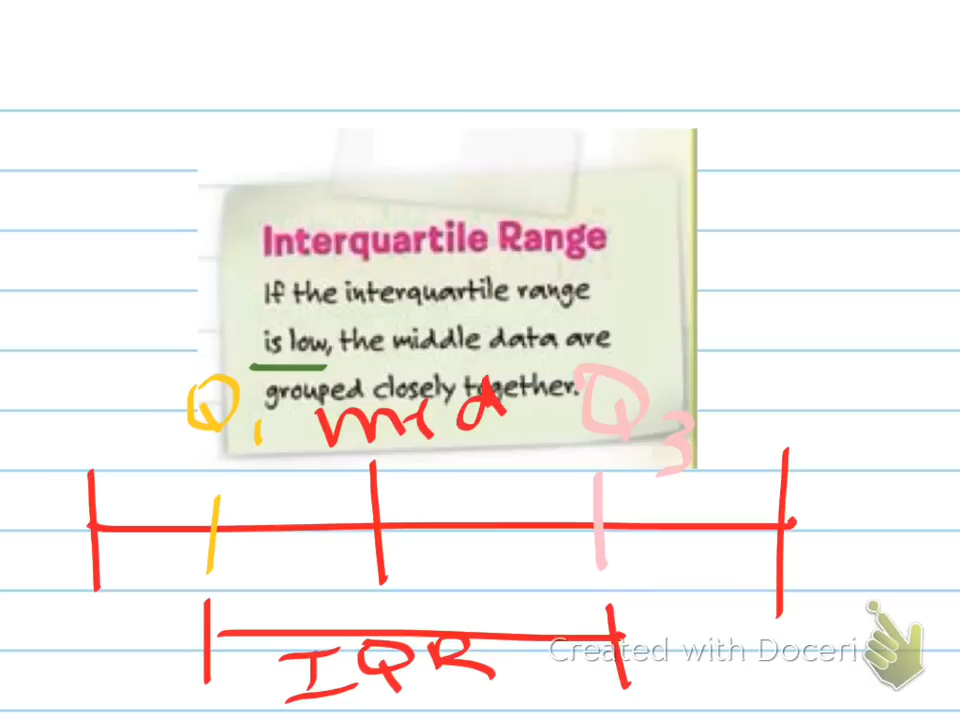 Interquartile Range
If the interquartile range
is low, the middle data are
grouped closely together.
Q1 med Q3
IQR
Created with Doceri